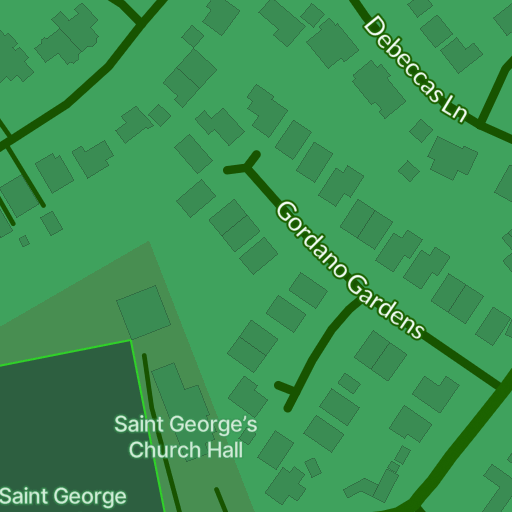 Debeccas Ln
Gordano Gardens
Saint George's
Church Hall
Saint George